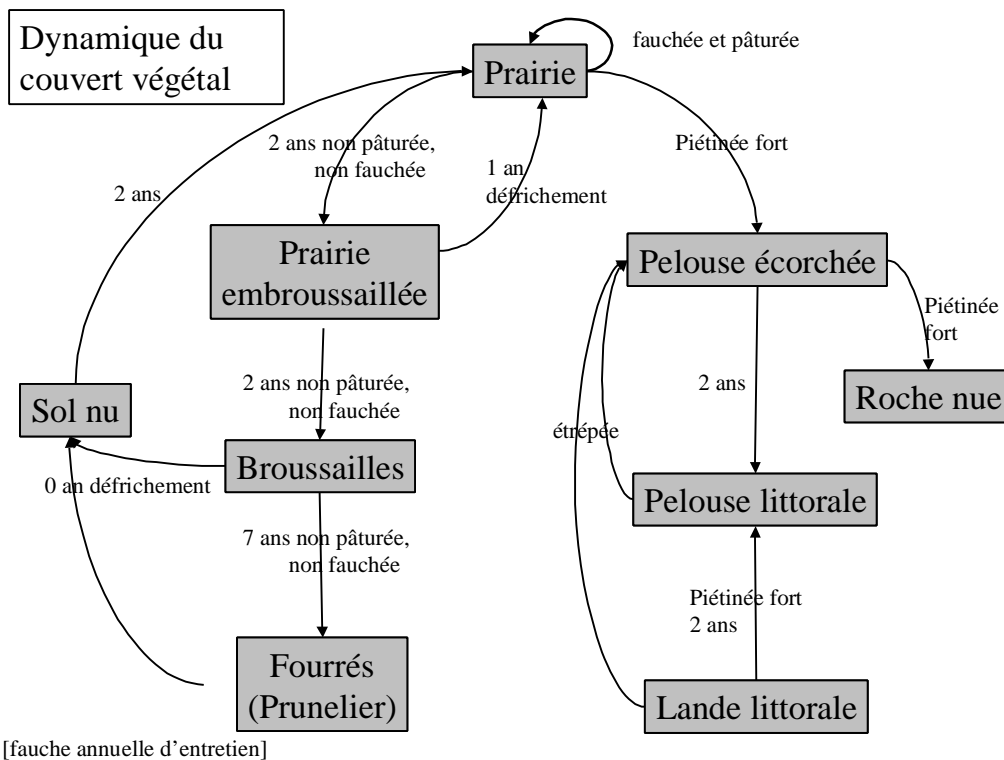 Dynamique du
couvert végétal
fauchée et pâturée
Prairie
2 ans non pâturée,
non fauchée
Piétinée fort
1 an
défrichement
2 ans
Prairie
embroussaillée
Pelouse écorchée
Piétinée
fort
2 ans non pâturée,
non fauchée
2 ans
Sol nu
Roche nue
étrépée
Broussailles
0 an défrichement
Pelouse littorale
7 ans non pâturée,
non fauchée
Piétinée fort
2 ans
Fourrés
(Prunelier)
Lande littorale
[fauche annuelle d’entretien]